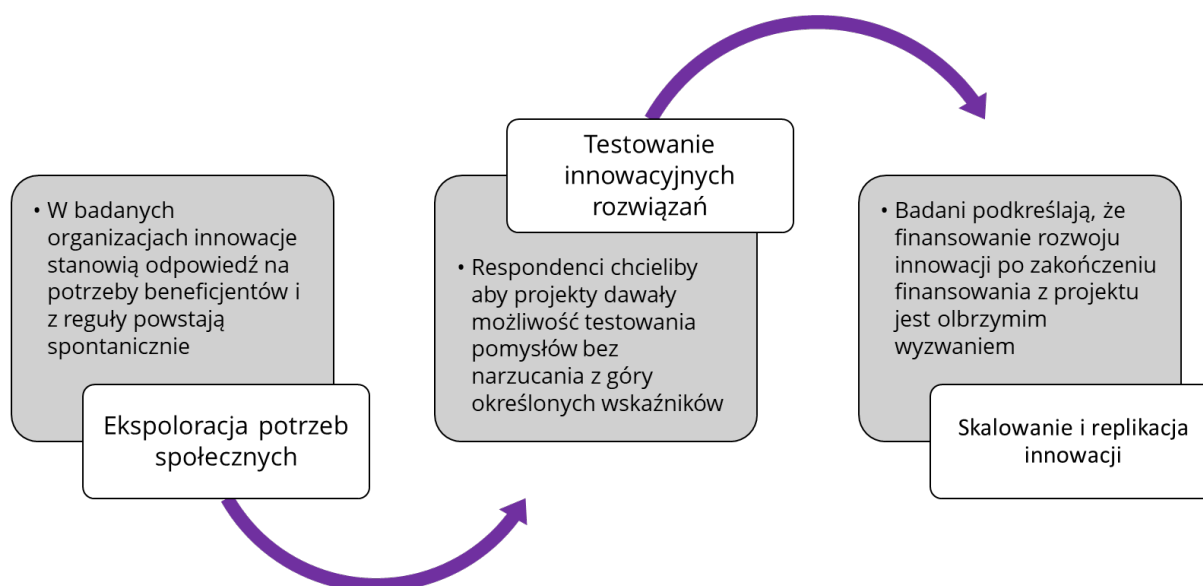 • W badanych
organizacjach innowacje
stanowią odpowiedź na
potrzeby beneficjentów i
z reguły powstają
spontanicznie
Ekspoloracja potrzeb
społecznych
Testowanie
innowacyjnych
rozwiązań
• Respondenci chcieliby
aby projekty dawały
możliwość testowania
pomysłów bez
narzucania z góry
określonych wskaźników
• Badani podkreślają, że
finansowanie rozwoju
innowacji po zakończeniu
finansowania z projektu
jest olbrzymim
wyzwaniem
Skalowanie i replikacja
innowacji